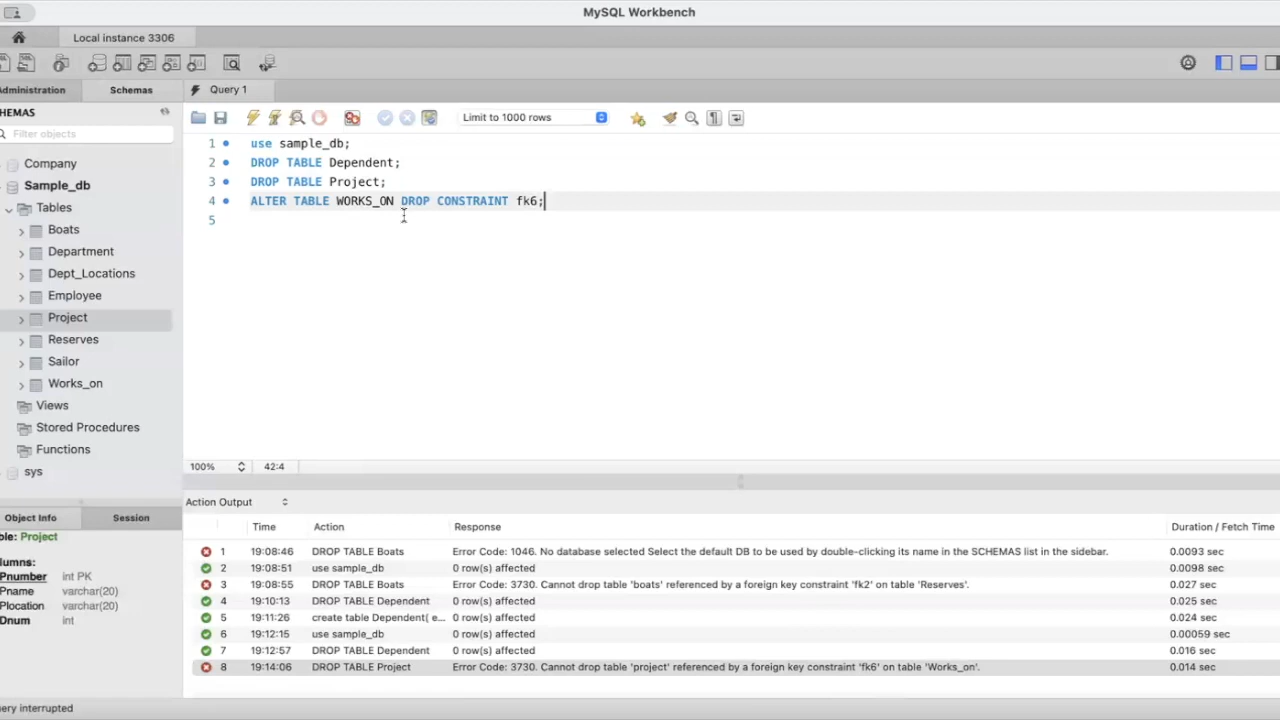 MySQL Workbench
Local instance 3306
Administration
Schemas
Query 1
HEMAS
Filter objects
Limit to 1000 rows
Company
Sample_db
Tables
Boats
Department
Dept_Locations
Employee
Project
Reserves
Sailor
Works_on
Views
Stored Procedures
Functions
sys
1 use sample_db;
2 DROP TABLE Dependent;
3 DROP TABLE Project;
4 ALTER TABLE WORKS_ON DROP CONSTRAINT fk6;
5
100% 42:4
Object Info Session
ble: Project
lumns:
Pnumber int PK
Pname varchar(20)
Plocation varchar(20)
Dnum int
Action Output
Time Action Response Duration / Fetch Time
1 19:08:46 DROP TABLE Boats Error Code: 1046. No database selected Select the default DB to be used by double-clicking its name in the SCHEMAS list in the sidebar. 0.0093 sec
2 19:08:51 use sample_db 0 row(s) affected 0.0098 sec
3 19:08:55 DROP TABLE Boats Error Code: 3730. Cannot drop table 'boats' referenced by a foreign key constraint 'fk2' on table 'Reserves'. 0.027 sec
4 19:10:13 DROP TABLE Dependent 0 row(s) affected 0.025 sec
5 19:11:26 create table Dependent( e... 0 row(s) affected 0.024 sec
6 19:12:15 use sample_db 0 row(s) affected 0.00059 sec
7 19:12:57 DROP TABLE Dependent 0 row(s) affected 0.016 sec
8 19:14:06 DROP TABLE Project Error Code: 3730. Cannot drop table 'project' referenced by a foreign key constraint 'fk6' on table 'Works_on'. 0.014 sec
ery interrupted